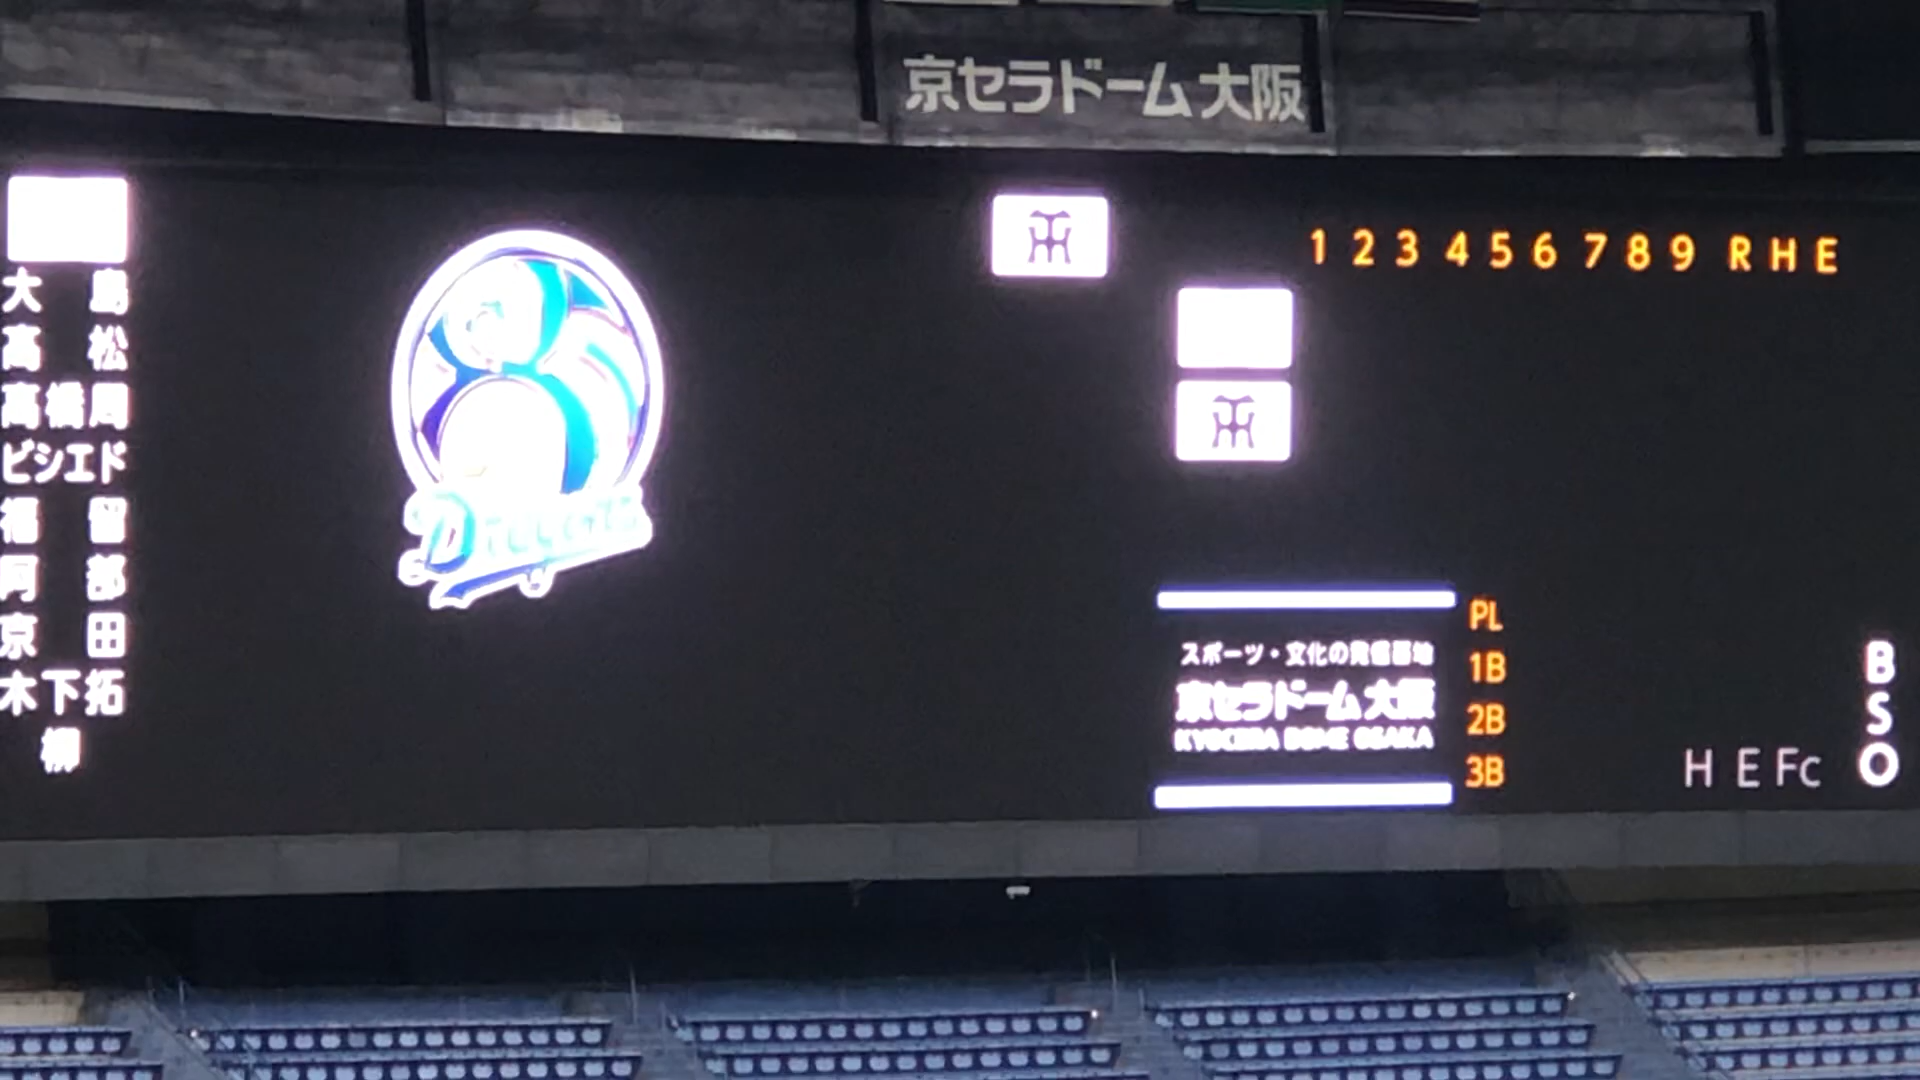 京セラドーム 大阪
1 2 3 4 5 6 7 8 9 R H E
大島
高松
高橋周
ビシエド
福留
阿部
京田
木下拓
柳
Dragons
PL
1B
2B
3B
スポーツ・文化の発信基地
京セラドーム 大阪
KYOCERA DOME OSAKA
H E Fc
B
S
O